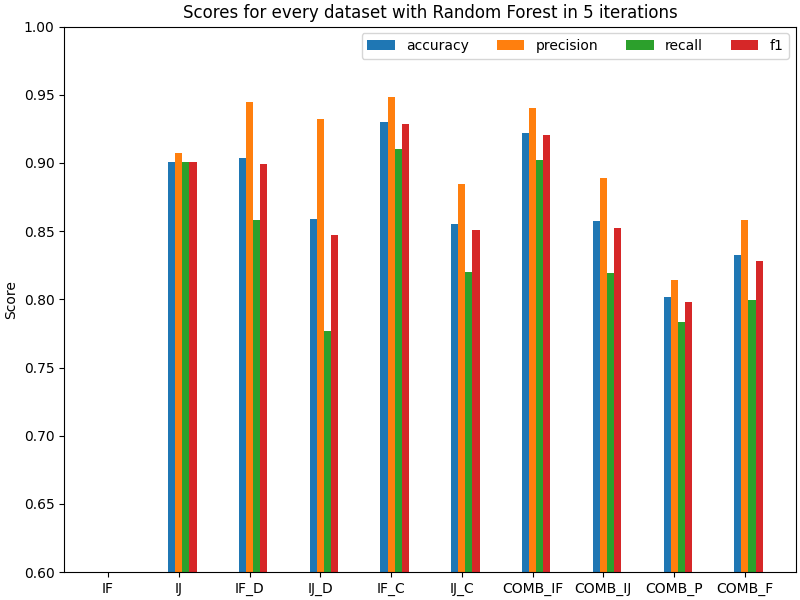 Scores for every dataset with Random Forest in 5 iterations
accuracy precision recall f1
Score
1.00
0.95
0.90
0.85
0.80
0.75
0.70
0.65
0.60
IF IJ IF_D IJ_D IF_C IJ_C COMB_IF COMB_IJ COMB_P COMB_F